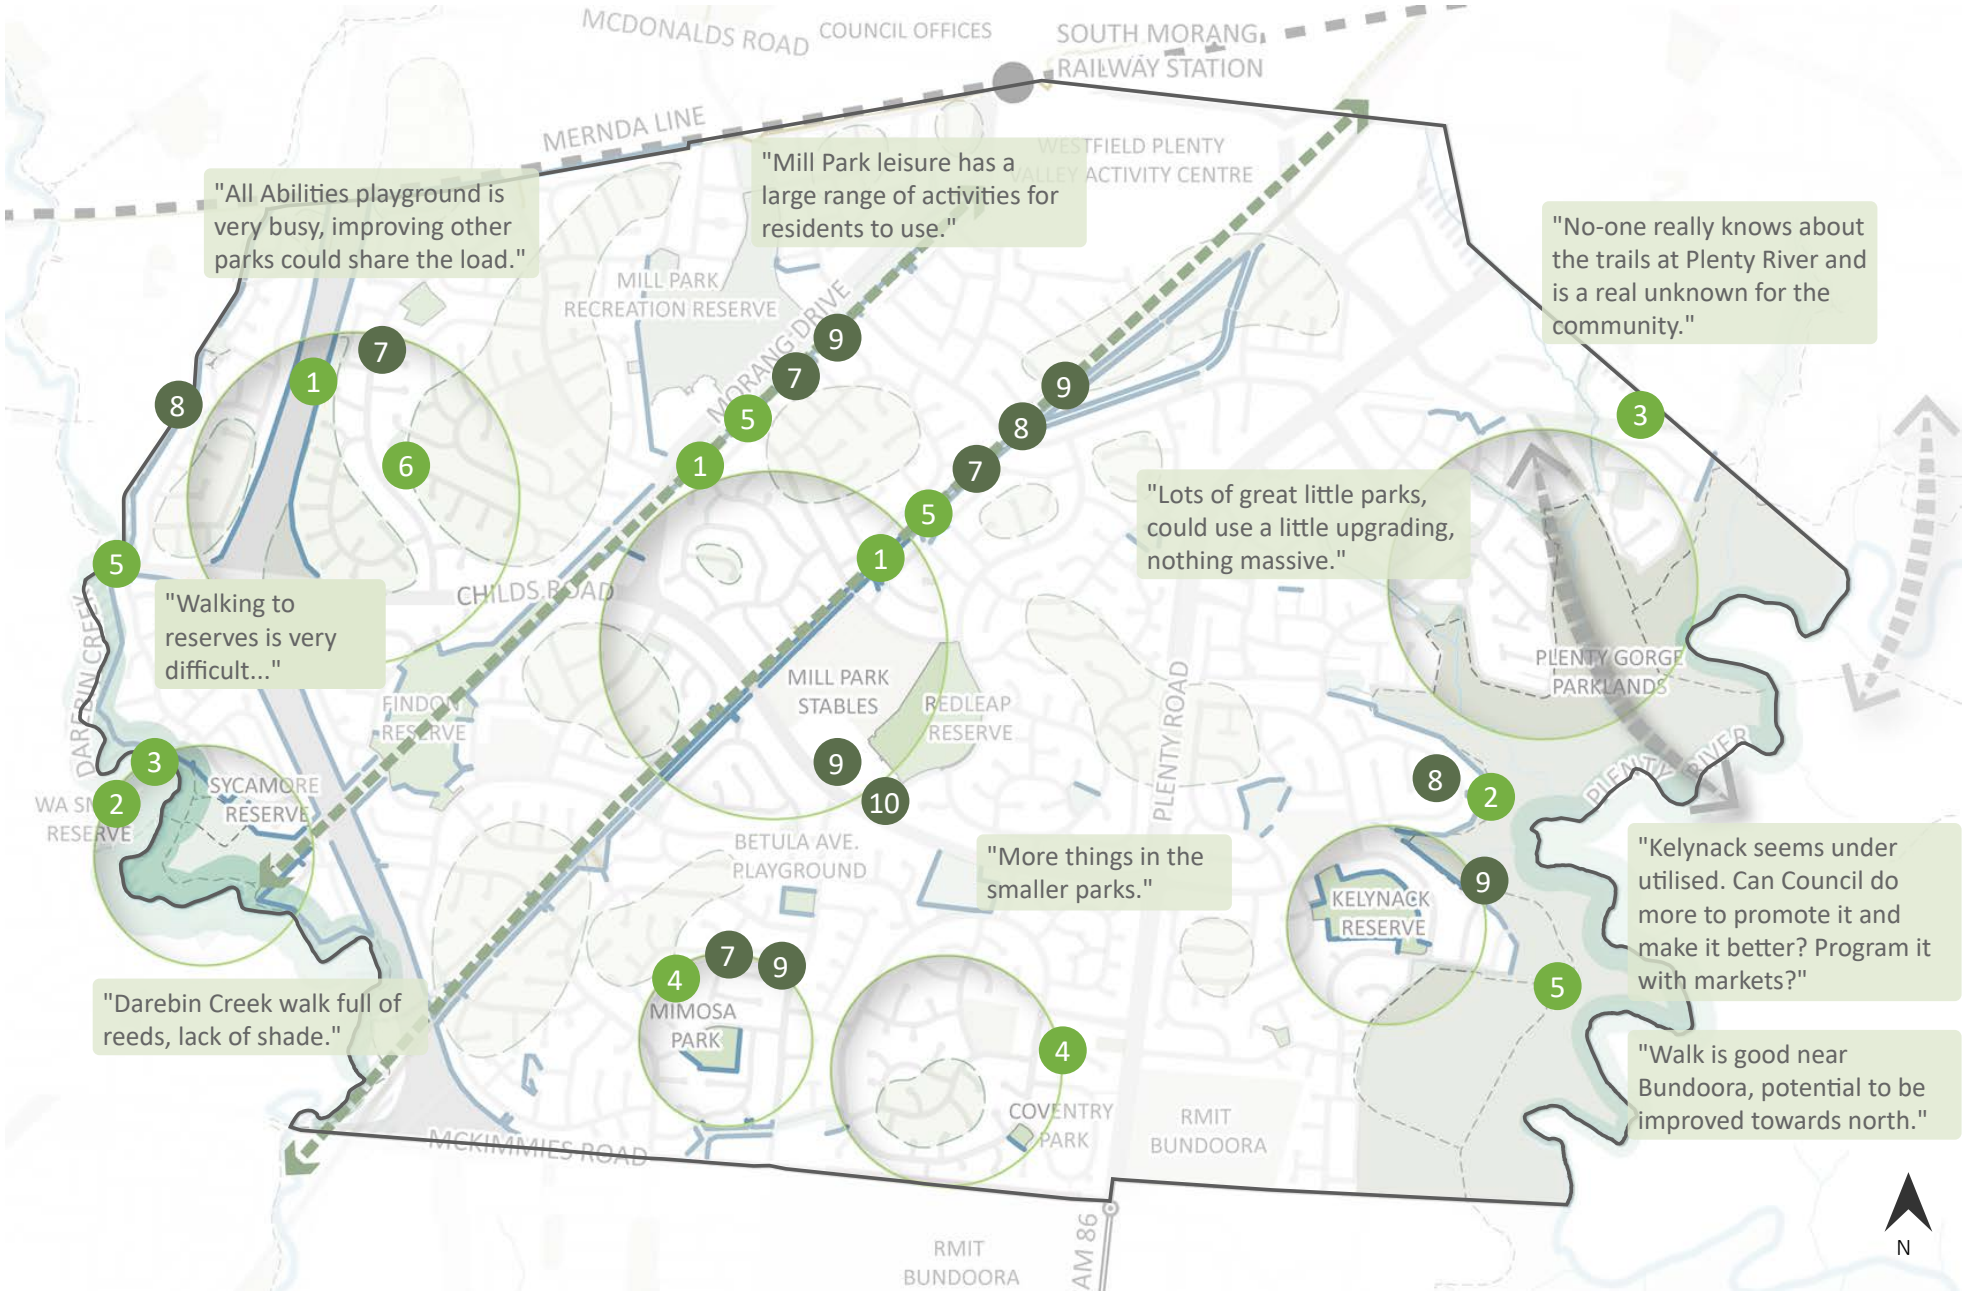 MCDONALDS ROAD
COUNCIL OFFICES
SOUTH MORANG
RAILWAY STATION
MERNDA LINE
WESTFIELD PLENTY
VALLEY ACTIVITY CENTRE
"All Abilities playground is
very busy, improving other
parks could share the load."
"Mill Park leisure has a
large range of activities for
residents to use."
"No-one really knows about
the trails at Plenty River and
is a real unknown for the
community."
MILL PARK
RECREATION RESERVE
MORANG DRIVE
9
7
7
1
8
9
5
8
3
6
1
7
5
1
"Lots of great little parks,
could use a little upgrading,
nothing massive."
5
CHILDS ROAD
"Walking to
reserves is very
difficult..."
DAREBIN CREEK
FINDON
RESERVE
MILL PARK
STABLES
REDLEAP
RESERVE
PLENTY ROAD
PLENTY GORGE
PARKLANDS
PLENTY RIVER
3
2
WA
RESERVE
SYCAMORE
RESERVE
9
10
8
2
BETULA AVE.
PLAYGROUND
"More things in the
smaller parks."
KELYNACK
RESERVE
9
"Kelynack seems under
utilised. Can Council do
more to promote it and
make it better? Program it
with markets?"
7
9
4
5
MIMOSA
PARK
"Darebin Creek walk full of
reeds, lack of shade."
4
"Walk is good near
Bundoora, potential to be
improved towards north."
COVENTRY
PARK
RMIT
BUNDOORA
MCKIMMIES ROAD
AM 86
RMIT
BUNDOORA
N